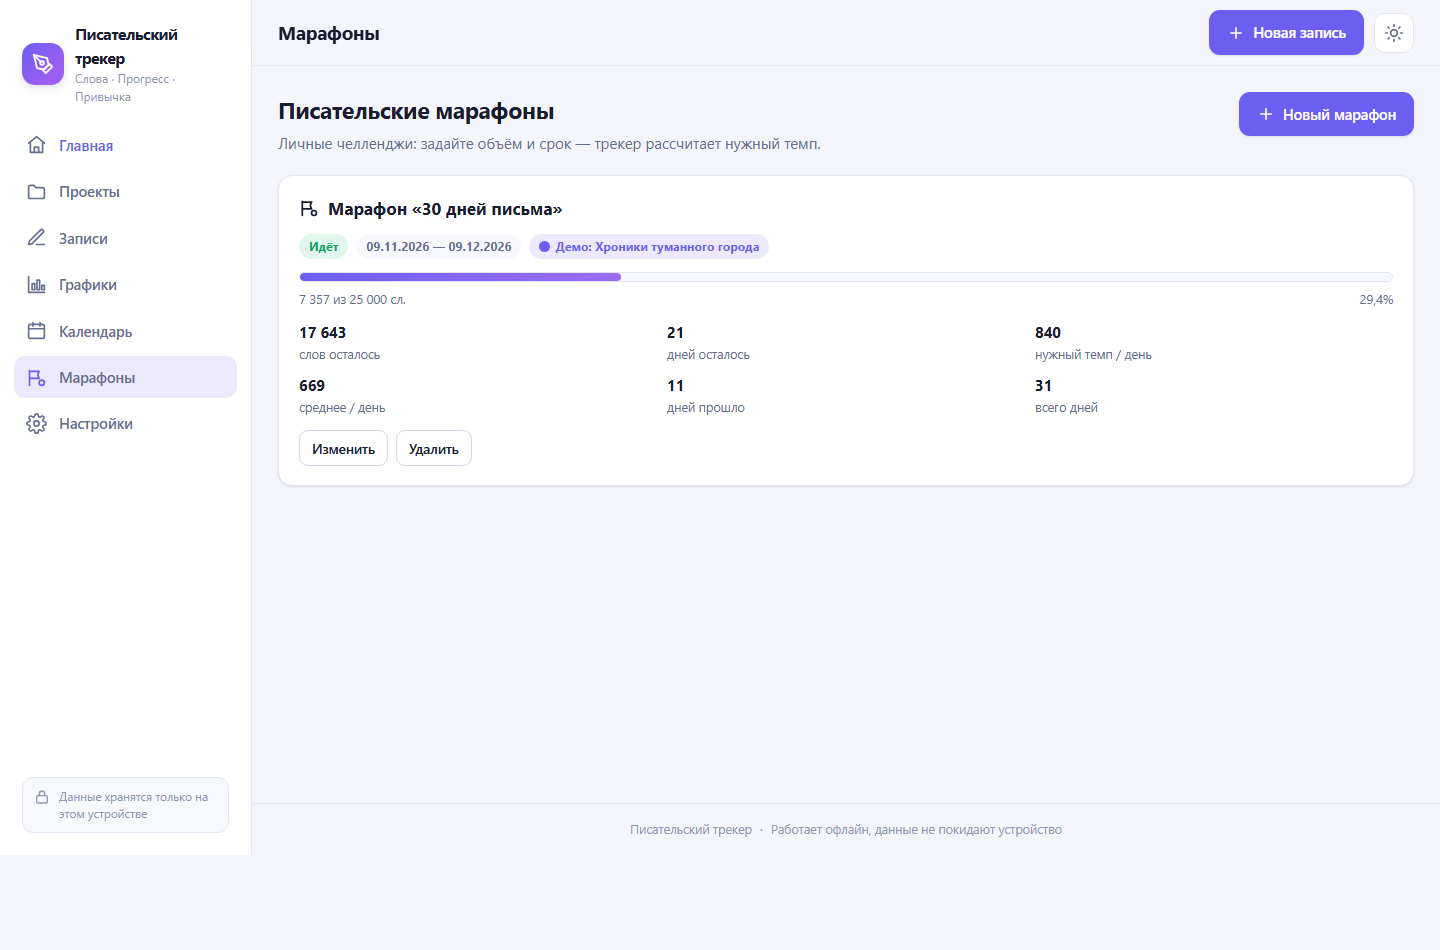 Писательский
трекер
Слова · Прогресс ·
Привычка
Главная
Проекты
Записи
Графики
Календарь
Марафоны
Настройки
Данные хранятся только на
этом устройстве
Марафоны
Новая запись
Писательские марафоны
Личные челленджи: задайте объём и срок — трекер рассчитает нужный темп.
Новый марафон
Марафон «30 дней письма»
Идёт 09.11.2026 — 09.12.2026 Демо: Хроники туманного города
7 357 из 25 000 сл. 29,4%
17 643 21 840
слов осталось дней осталось нужный темп / день
669 11 31
среднее / день дней прошло всего дней
Изменить Удалить
Писательский трекер · Работает офлайн, данные не покидают устройство